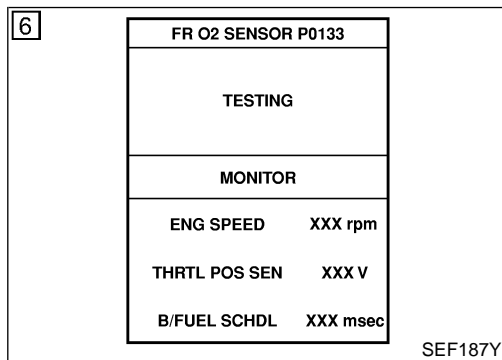 6
FR O2 SENSOR P0133
TESTING
MONITOR
ENG SPEED XXX rpm
THRTL POS SEN XXX V
B/FUEL SCHDL XXX msec
SEF187Y